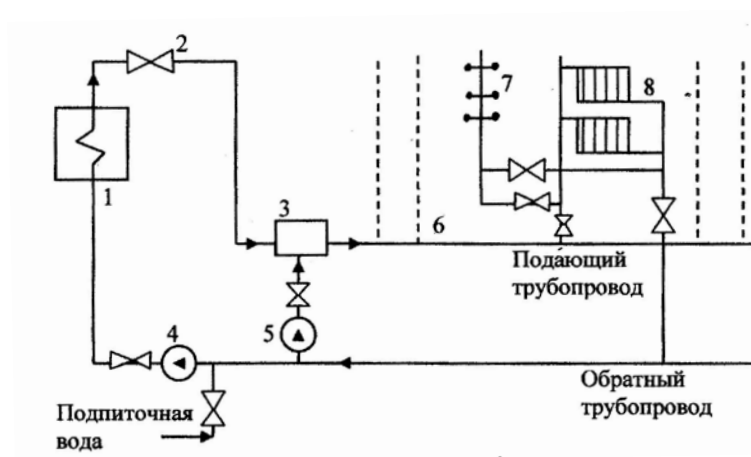 2
7
8
1
3
6
Подающий
трубопровод
4
5
Обратный
трубопровод
Подпиточная
вода